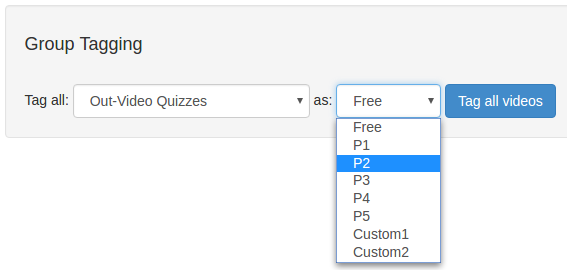 Group Tagging
Tag all: Out-Video Quizzes as: Free Tag all videos
Free
P1
P2
P3
P4
P5
Custom1
Custom2